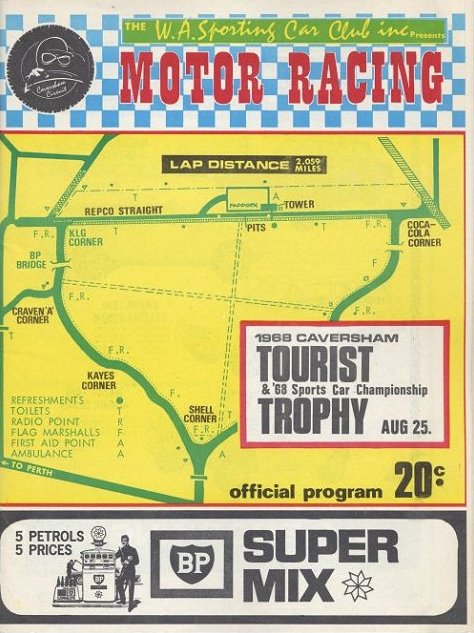 THE W.A. Sporting Car Club inc. Presents
MOTOR RACING
Caversham
Circuit
LAP DISTANCE 2.059 MILES
REPCO STRAIGHT
PADDOCK
A
TOWER
T
PITS
F.R.
KLG
CORNER
COCA-
COLA
CORNER
F.R.
BP
BRIDGE
F
CRAVEN 'A'
CORNER
F.R.
F.R.
F.R.
KAYES
CORNER
F.
SHELL
CORNER
T
F.R.
REFRESHMENTS ●
TOILETS T
RADIO POINT R
FLAG MARSHALLS F
FIRST AID POINT A
AMBULANCE A
TO PERTH
1968 CAVERSHAM
TOURIST
& '68 Sports Car Championship
TROPHY AUG 25.
official program 20c.
5 PETROLS
5 PRICES
BP
BP
SUPER
MIX